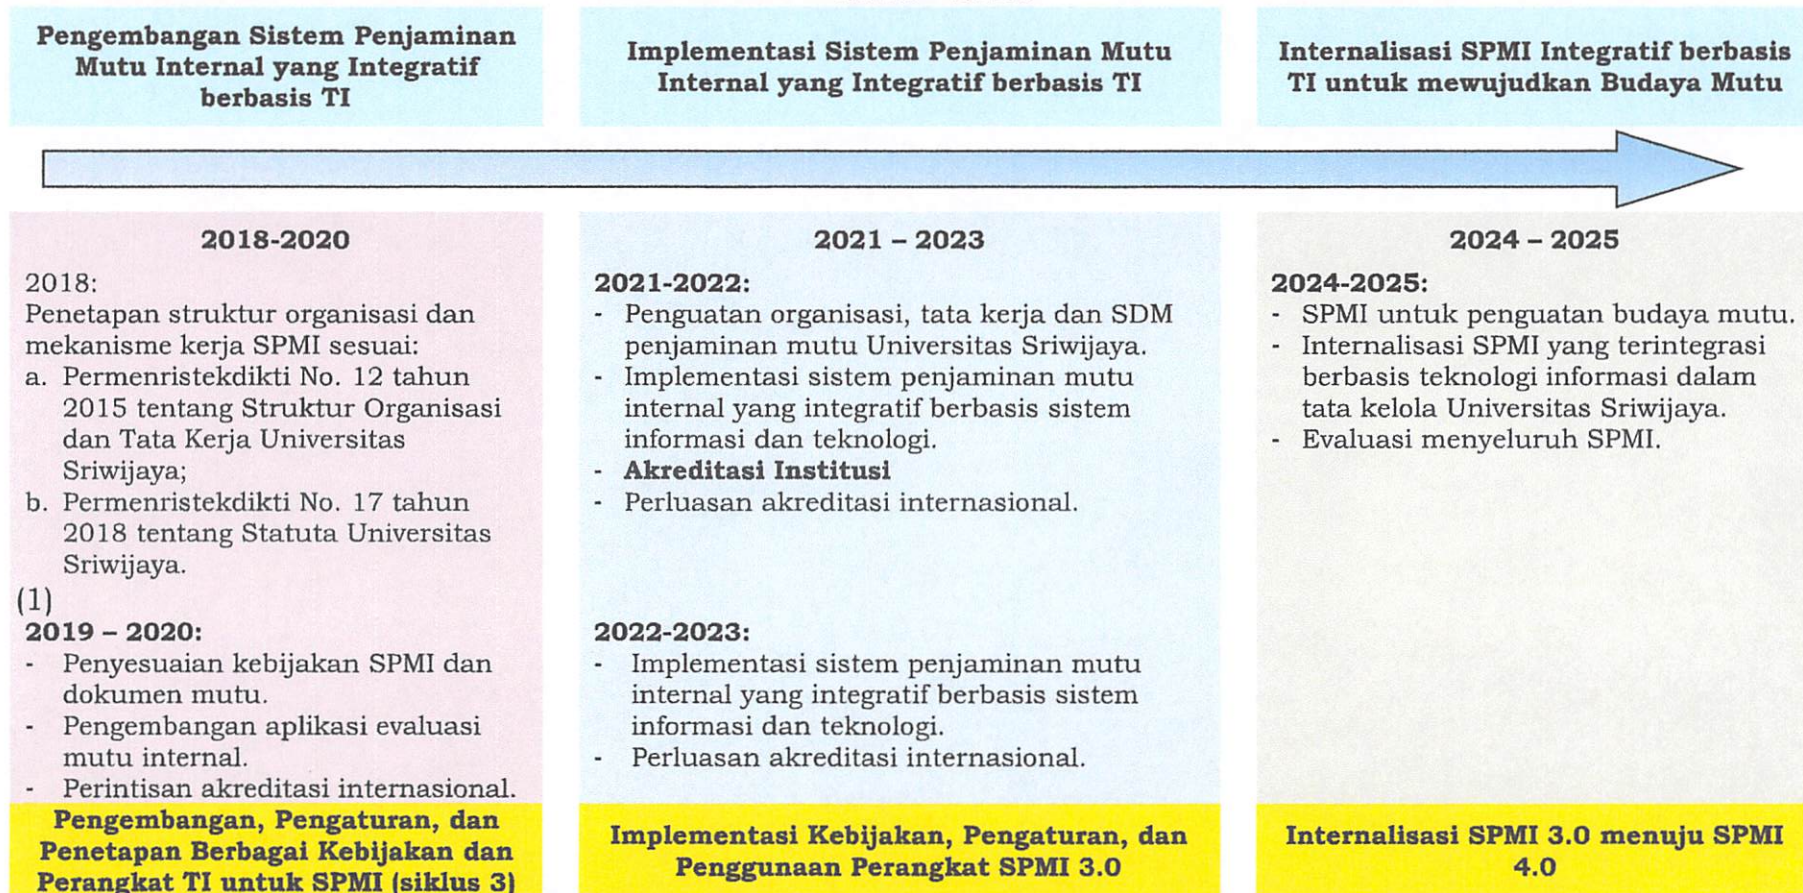 Pengembangan Sistem Penjaminan
Mutu Internal yang Integratif
berbasis TI
Implementasi Sistem Penjaminan Mutu
Internal yang Integratif berbasis TI
Internalisasi SPMI Integratif berbasis
TI untuk mewujudkan Budaya Mutu
2018-2020
2018:
Penetapan struktur organisasi dan
mekanisme kerja SPMI sesuai:
a. Permenristekdikti No. 12 tahun
2015 tentang Struktur Organisasi
dan Tata Kerja Universitas
Sriwijaya;
b. Permenristekdikti No. 17 tahun
2018 tentang Statuta Universitas
Sriwijaya.
(1)
2019 – 2020:
- Penyesuaian kebijakan SPMI dan
dokumen mutu.
- Pengembangan aplikasi evaluasi
mutu internal.
- Perintisan akreditasi internasional.
Pengembangan, Pengaturan, dan
Penetapan Berbagai Kebijakan dan
Perangkat TI untuk SPMI (siklus 3)
2021 – 2023
2021-2022:
- Penguatan organisasi, tata kerja dan SDM
penjaminan mutu Universitas Sriwijaya.
- Implementasi sistem penjaminan mutu
internal yang integratif berbasis sistem
informasi dan teknologi.
- Akreditasi Institusi
- Perluasan akreditasi internasional.
2022-2023:
- Implementasi sistem penjaminan mutu
internal yang integratif berbasis sistem
informasi dan teknologi.
- Perluasan akreditasi internasional.
Implementasi Kebijakan, Pengaturan, dan
Penggunaan Perangkat SPMI 3.0
2024 – 2025
2024-2025:
- SPMI untuk penguatan budaya mutu.
- Internalisasi SPMI yang terintegrasi
berbasis teknologi informasi dalam
tata kelola Universitas Sriwijaya.
- Evaluasi menyeluruh SPMI.
Internalisasi SPMI 3.0 menuju SPMI
4.0